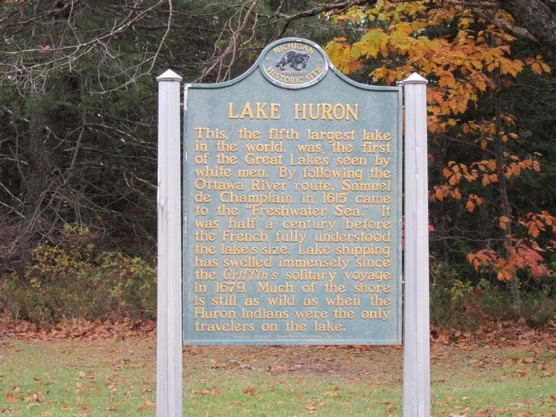 MICHIGAN
HISTORIC SITE
LAKE HURON
This, the fifth largest lake
in the world, was the first
of the Great Lakes seen by
white men. By following the
Ottawa River route, Samuel
de Champlain in 1615 came
to the "Freshwater Sea." It
was half a century before
the French fully understood
the lake's size. Lake shipping
has swelled immensely since
the Griffin's solitary voyage
in 1679. Much of the shore
is still as wild as when the
Huron Indians were the only
travelers on the lake.